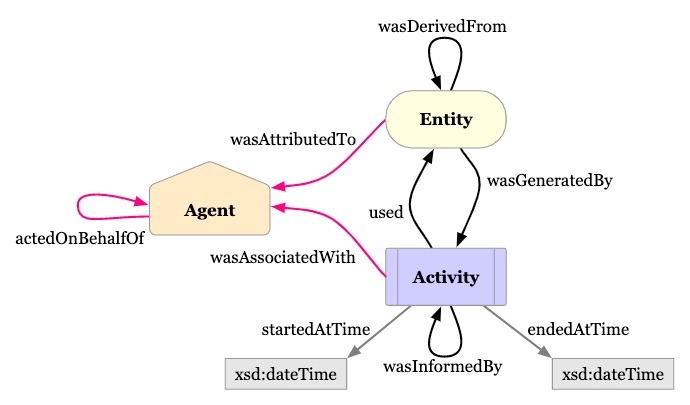 wasDerivedFrom
Entity
wasAttributedTo
wasGeneratedBy
Agent
used
actedOnBehalfOf
wasAssociatedWith
Activity
startedAtTime
endedAtTime
wasInformedBy
xsd:dateTime
xsd:dateTime